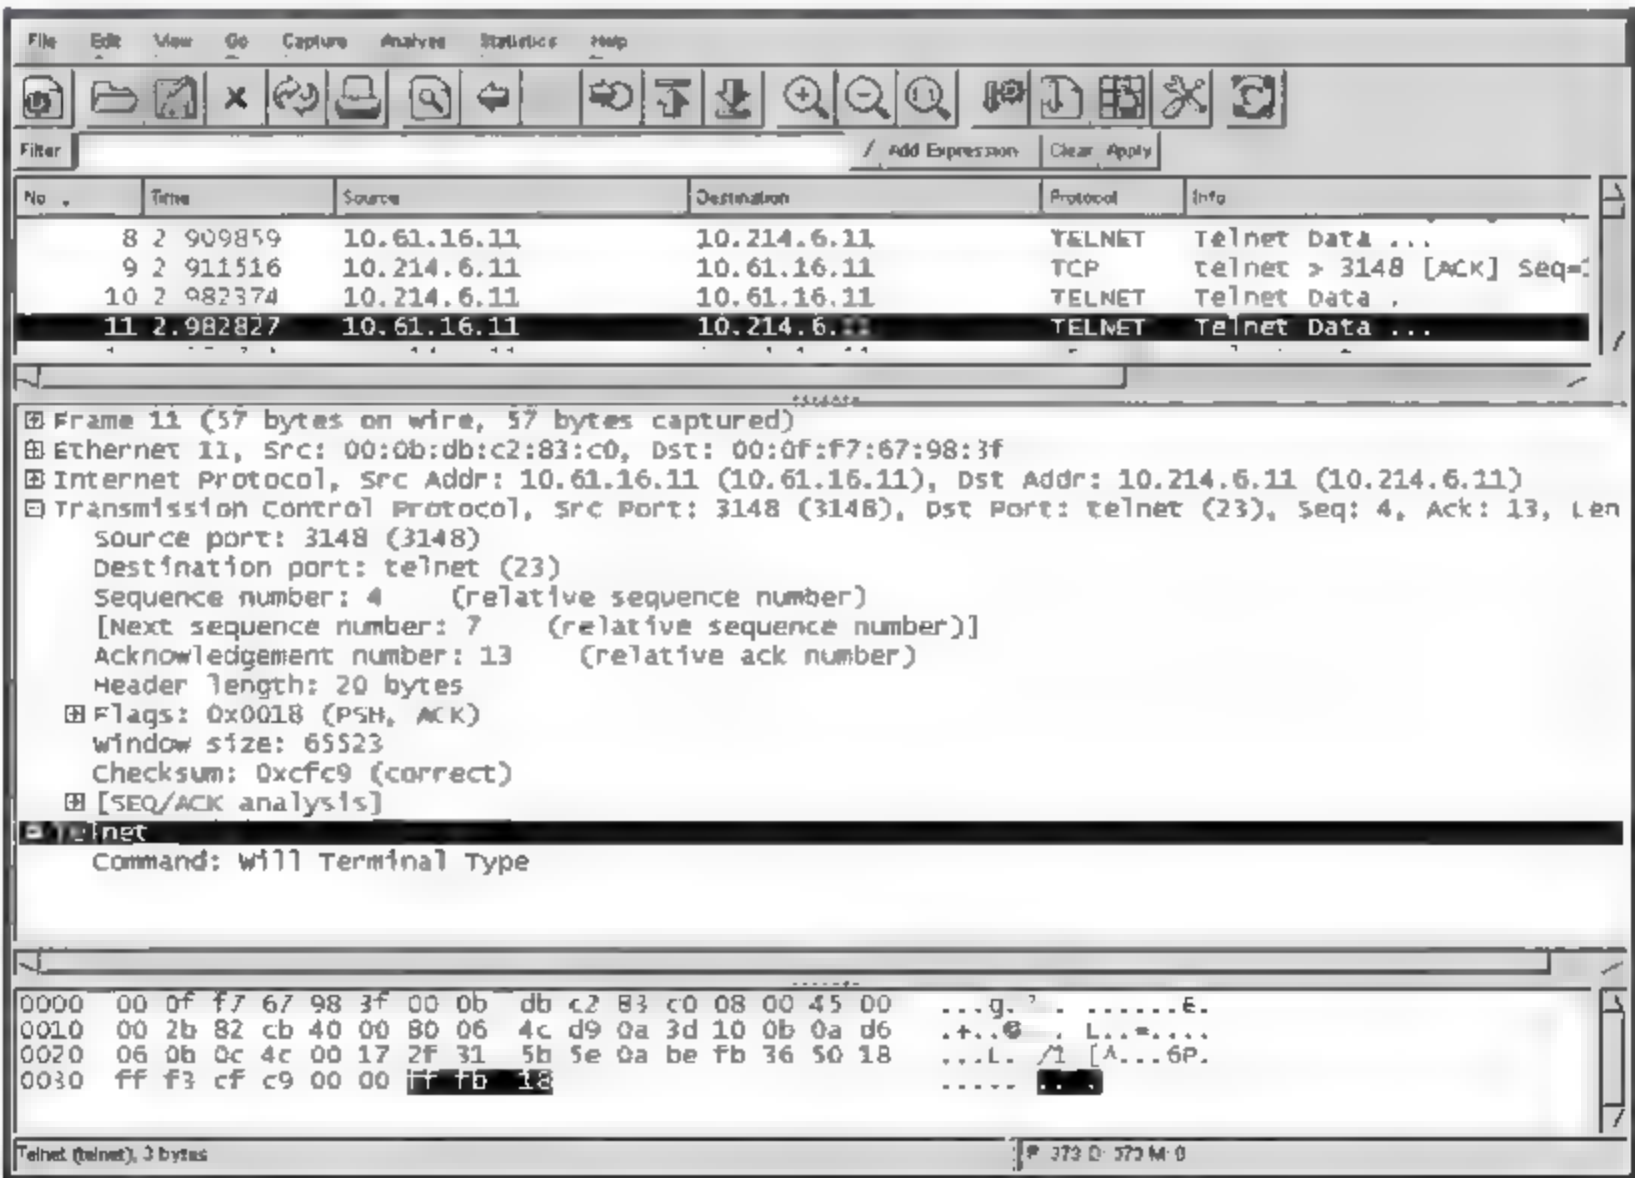 File Edit View Go Capture Analyze Statistics Help
Filter Add Expression Clear Apply
No . Time Source Destination Protocol Info
8 2 909859 10.61.16.11 10.214.6.11 TELNET Telnet Data ...
9 2 911516 10.214.6.11 10.61.16.11 TCP telnet > 3148 [ACK] Seq=
10 2 982374 10.214.6.11 10.61.16.11 TELNET Telnet Data .
11 2.982827 10.61.16.11 10.214.6. TELNET Telnet Data ...
Frame 11 (57 bytes on wire, 57 bytes captured)
Ethernet II, Src: 00:0b:db:c2:83:c0, Dst: 00:0f:f7:67:98:3f
Internet Protocol, Src Addr: 10.61.16.11 (10.61.16.11), Dst Addr: 10.214.6.11 (10.214.6.11)
Transmission Control Protocol, Src Port: 3148 (3148), Dst Port: telnet (23), Seq: 4, Ack: 13, Len
Source port: 3148 (3148)
Destination port: telnet (23)
Sequence number: 4 (relative sequence number)
[Next sequence number: 7 (relative sequence number)]
Acknowledgement number: 13 (relative ack number)
Header length: 20 bytes
Flags: 0x0018 (PSH, ACK)
Window size: 65523
Checksum: 0xcfc9 (correct)
[SEQ/ACK analysis]
Telnet
Command: Will Terminal Type
0000 00 0f f7 67 98 3f 00 0b db c2 83 c0 08 00 45 00 ...g.? . ......E.
0010 00 2b 82 cb 40 00 80 06 4c d9 0a 3d 10 0b 0a d6 .+..@ . L..=....
0020 06 0b 0c 4c 00 17 2f 31 5b 5e 0a be fb 36 50 18 ...L. /1 [^...6P.
0030 ff f3 cf c9 00 00 ff fb 18 ..... ...
Telnet (telnet), 3 bytes P: 373 D: 373 M: 0